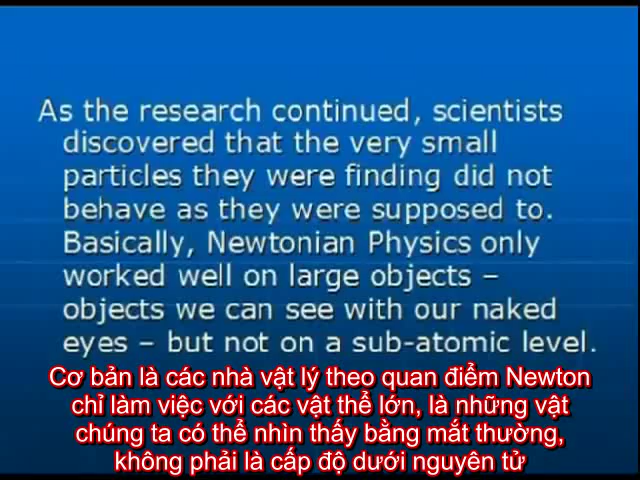 As the research continued, scientists
discovered that the very small
particles they were finding did not
behave as they were supposed to.
Basically, Newtonian Physics only
worked well on large objects –
objects we can see with our naked
eyes – but not on a sub-atomic level.
Cơ bản là các nhà vật lý theo quan điểm Newton
chỉ làm việc với các vật thể lớn, là những vật
chúng ta có thể nhìn thấy bằng mắt thường,
không phải là cấp độ dưới nguyên tử